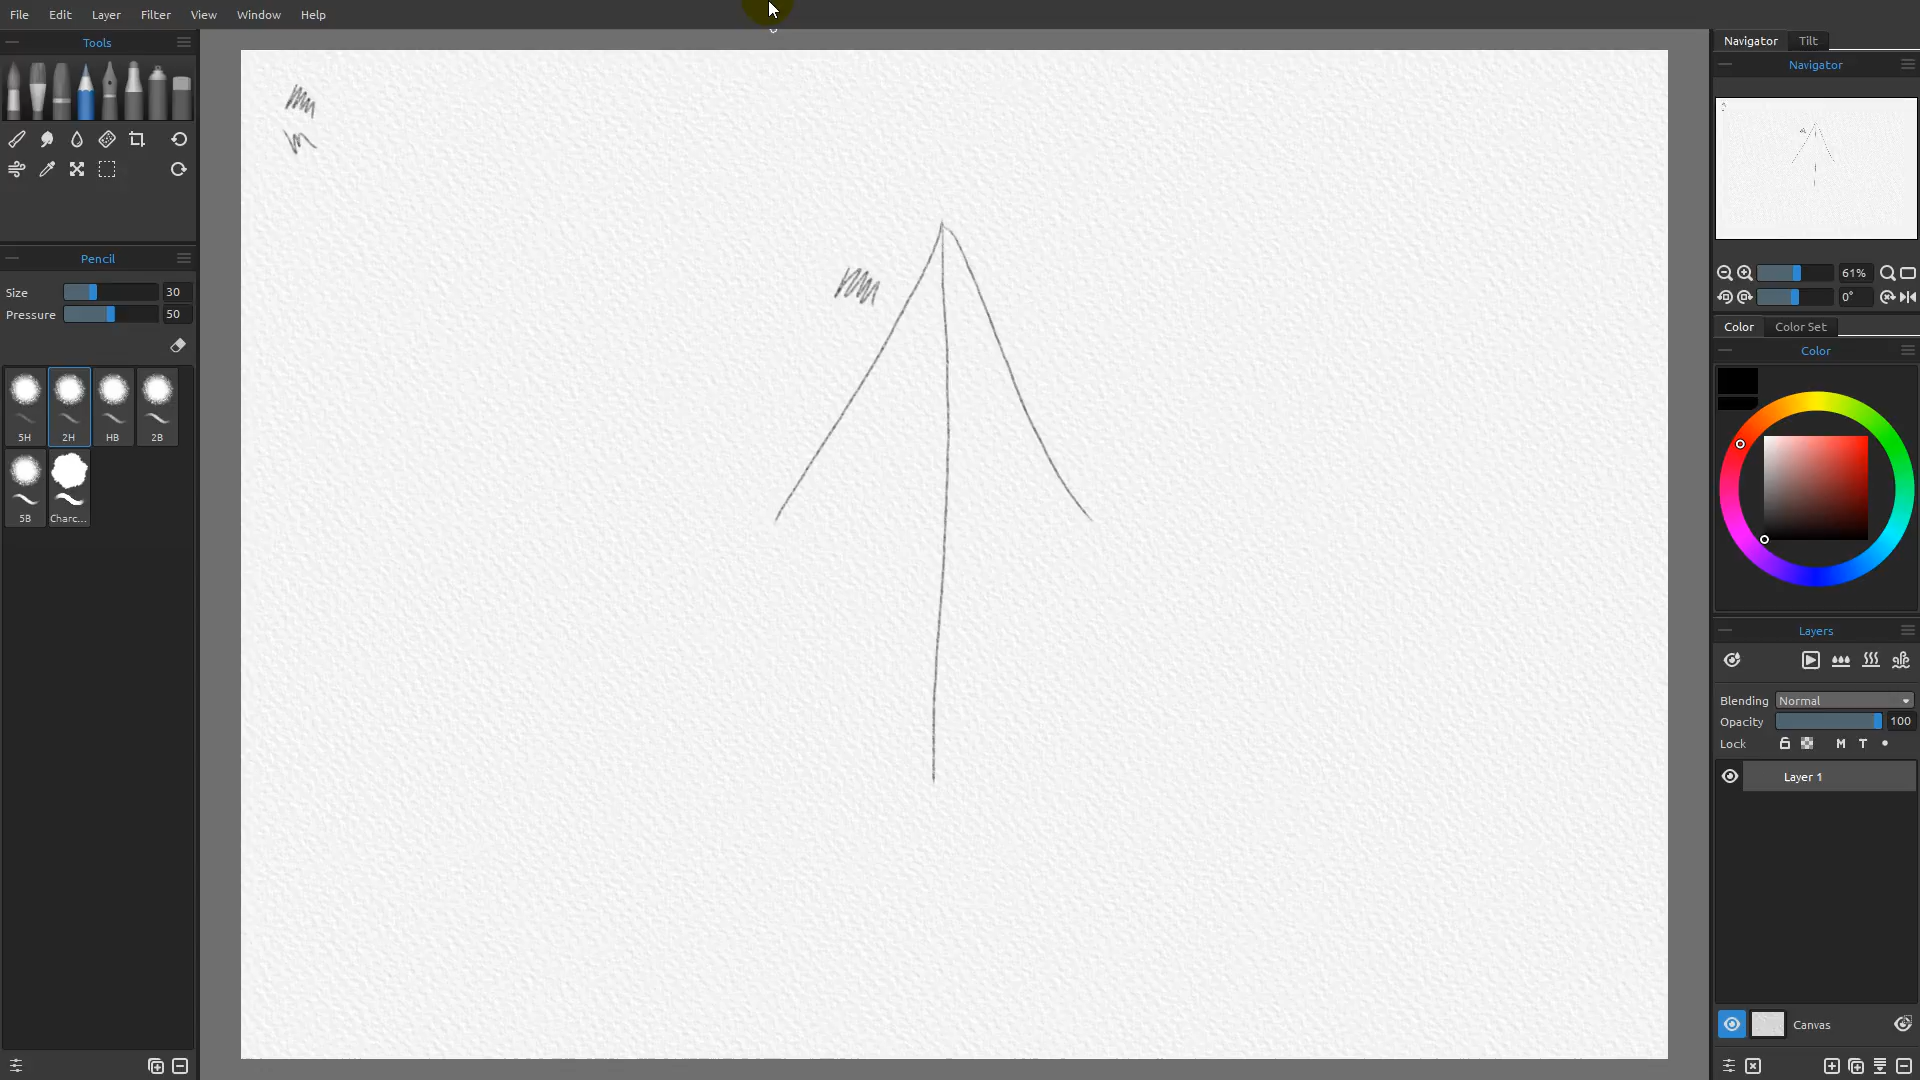 File Edit Layer Filter View Window Help
Tools
Navigator Tilt
Navigator
61%
0°
Pencil
Size 30
Pressure 50
5H 2H HB 2B
5B Charc...
Color Color Set
Color
Layers
Blending Normal
Opacity 100
Lock M T
Layer 1
Canvas